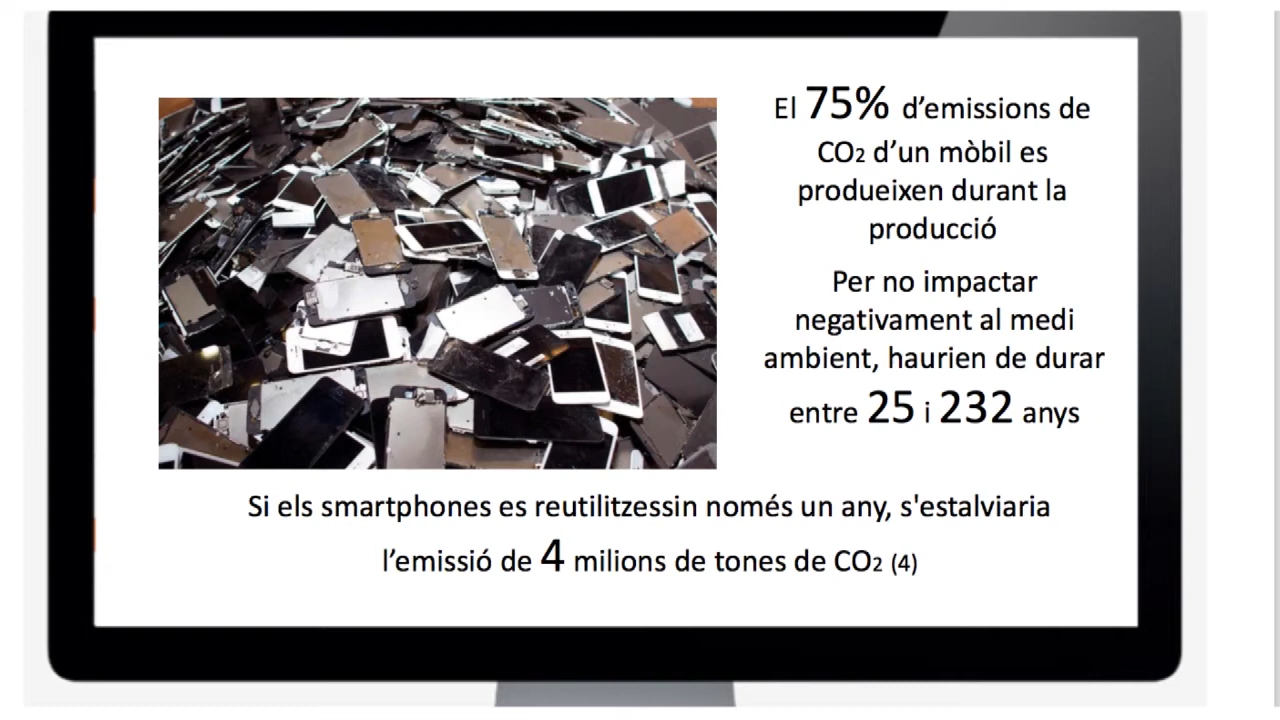 El 75% d’emissions de
CO2 d’un mòbil es
produeixen durant la
producció
Per no impactar
negativament al medi
ambient, haurien de durar
entre 25 i 232 anys
Si els smartphones es reutilitzessin només un any, s'estalviaria
l’emissió de 4 milions de tones de CO2 (4)